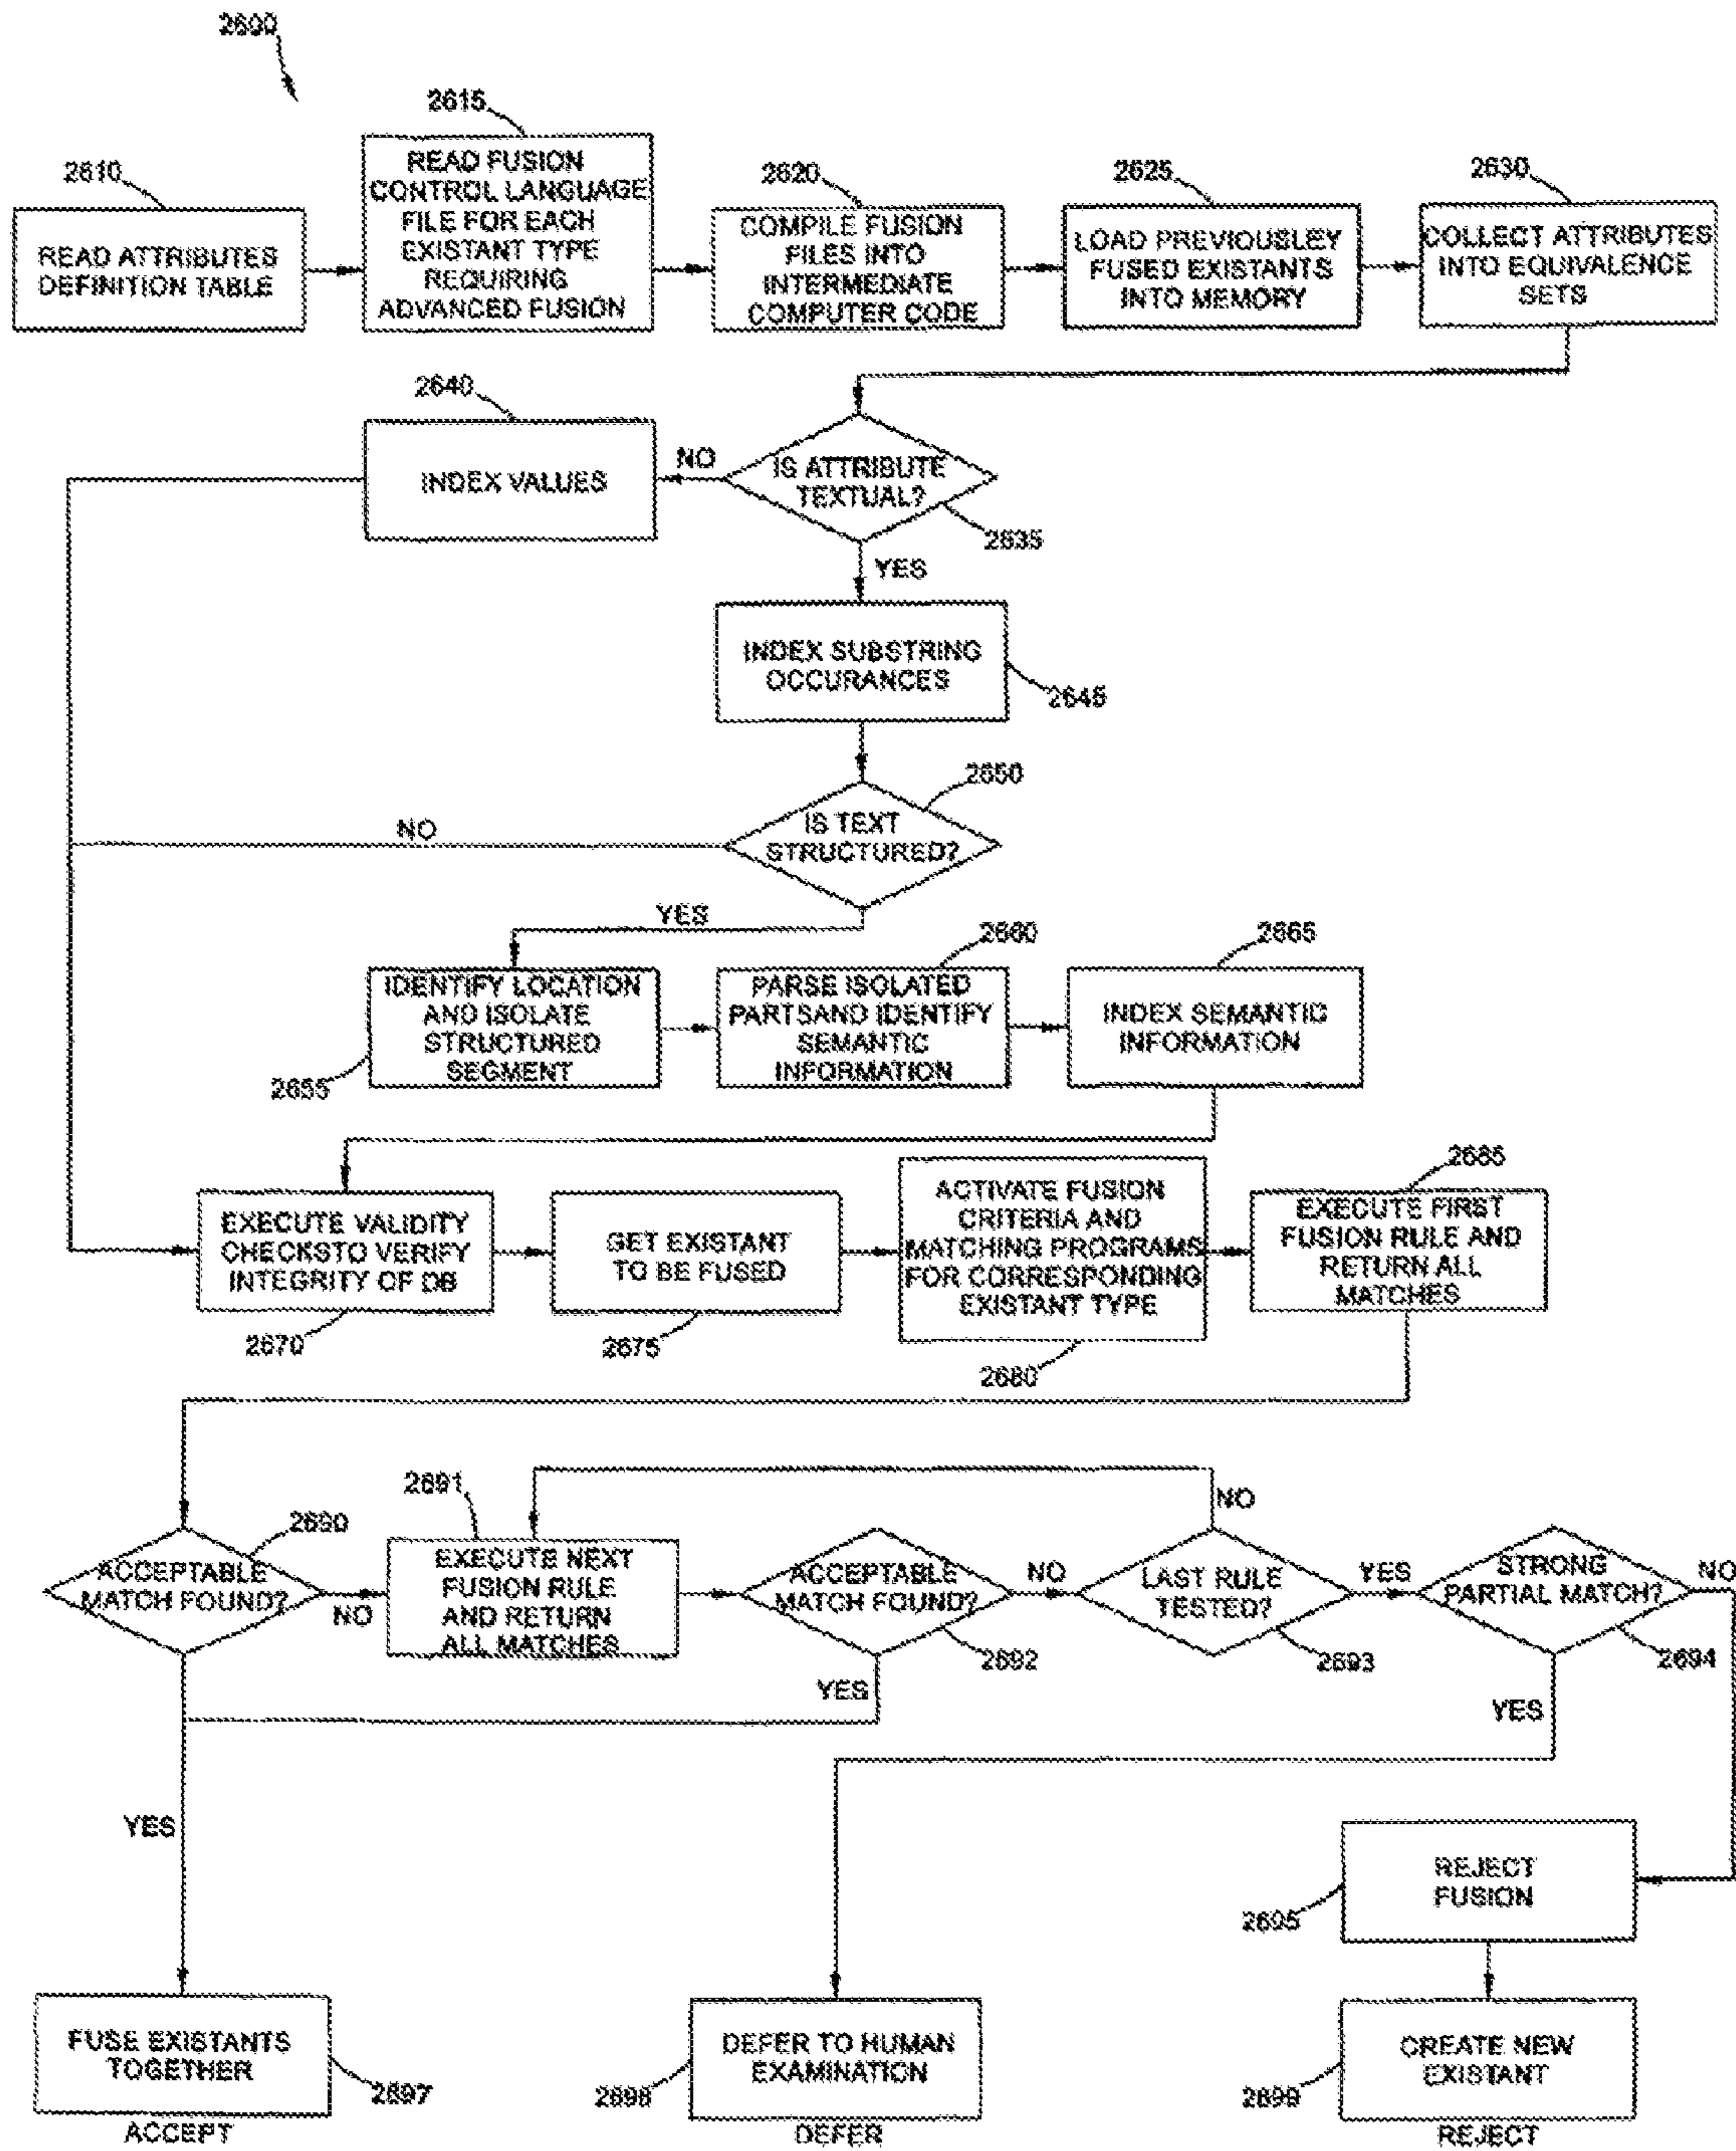 2600
2610
READ ATTRIBUTES
DEFINITION TABLE
2615
READ FUSION
CONTROL LANGUAGE
FILE FOR EACH
EXISTANT TYPE
REQUIRING
ADVANCED FUSION
2620
COMPILE FUSION
FILES INTO
INTERMEDIATE
COMPUTER CODE
2625
LOAD PREVIOUSLEY
FUSED EXISTANTS
INTO MEMORY
2630
COLLECT ATTRIBUTES
INTO EQUIVALENCE
SETS
2640
INDEX VALUES
NO
IS ATTRIBUTE
TEXTUAL?
2635
YES
INDEX SUBSTRING
OCCURANCES
2645
2650
NO
IS TEXT
STRUCTURED?
YES
IDENTIFY LOCATION
AND ISOLATE
STRUCTURED
SEGMENT
2655
2660
PARSE ISOLATED
PARTSAND IDENTIFY
SEMANTIC
INFORMATION
2665
INDEX SEMANTIC
INFORMATION
EXECUTE VALIDITY
CHECKSTO VERIFY
INTEGRITY OF DB
2670
GET EXISTANT
TO BE FUSED
2675
ACTIVATE FUSION
CRITERIA AND
MATCHING PROGRAMS
FOR CORRESPONDING
EXISTANT TYPE
2680
2685
EXECUTE FIRST
FUSION RULE AND
RETURN ALL
MATCHES
2690
ACCEPTABLE
MATCH FOUND?
NO
2691
EXECUTE NEXT
FUSION RULE
AND RETURN
ALL MATCHES
ACCEPTABLE
MATCH FOUND?
2692
NO
YES
NO
LAST RULE
TESTED?
2693
YES
STRONG
PARTIAL MATCH?
2694
NO
YES
YES
REJECT
FUSION
2695
FUSE EXISTANTS
TOGETHER
2697
ACCEPT
DEFER TO HUMAN
EXAMINATION
2698
DEFER
CREATE NEW
EXISTANT
2699
REJECT